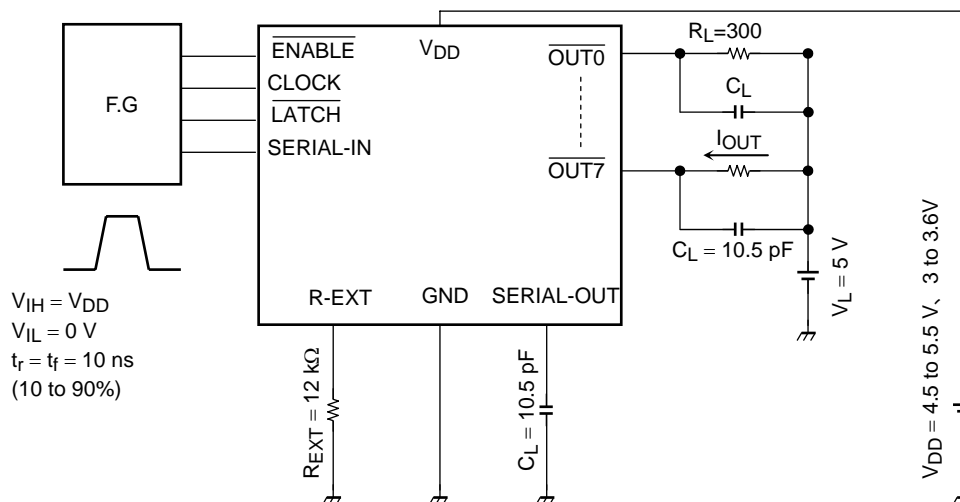 F.G
ENABLE
CLOCK
LATCH
SERIAL-IN
VDD
OUT0
OUT7
R-EXT
GND
SERIAL-OUT
RL=300
CL
IOUT
CL = 10.5 pF
VL = 5 V
VIH = VDD
VIL = 0 V
tr = tf = 10 ns
(10 to 90%)
REXT = 12 kΩ
CL = 10.5 pF
VDD = 4.5 to 5.5 V、3 to 3.6V